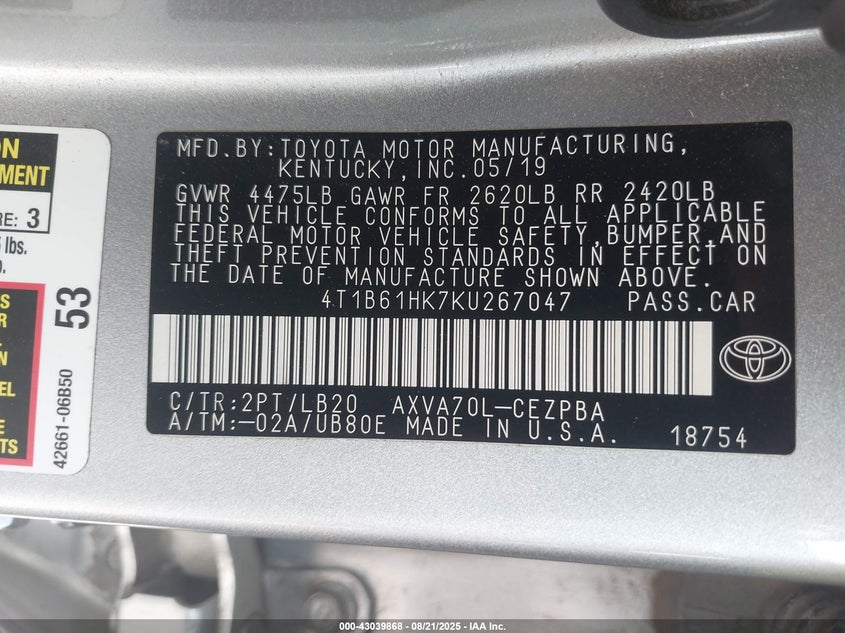 ON
EMENT
RE: 3
5 lbs.
53
42661-06B50
MFD.BY:TOYOTA MOTOR MANUFACTURING,
KENTUCKY,INC.05/19
GVWR 4475LB GAWR FR 2620LB RR 2420LB
THIS VEHICLE CONFORMS TO ALL APPLICABLE
FEDERAL MOTOR VEHICLE SAFETY,BUMPER,AND
THEFT PREVENTION STANDARDS IN EFFECT ON
THE DATE OF MANUFACTURE SHOWN ABOVE.
4T1B61HK7KU267047 PASS.CAR
C/TR:2PT/LB20 AXVA70L-CEZPBA
A/TM:-02A/UB80E MADE IN U.S.A. 18754
000-43039868 - 08/21/2025 - IAA Inc.